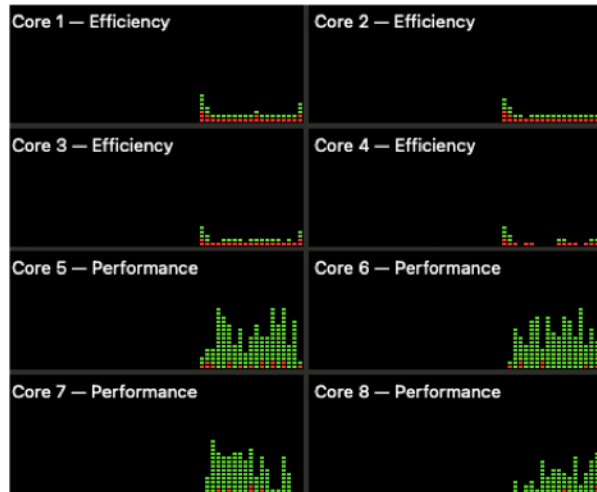 Core 1 — Efficiency
Core 2 — Efficiency
Core 3 — Efficiency
Core 4 — Efficiency
Core 5 — Performance
Core 6 — Performance
Core 7 — Performance
Core 8 — Performance